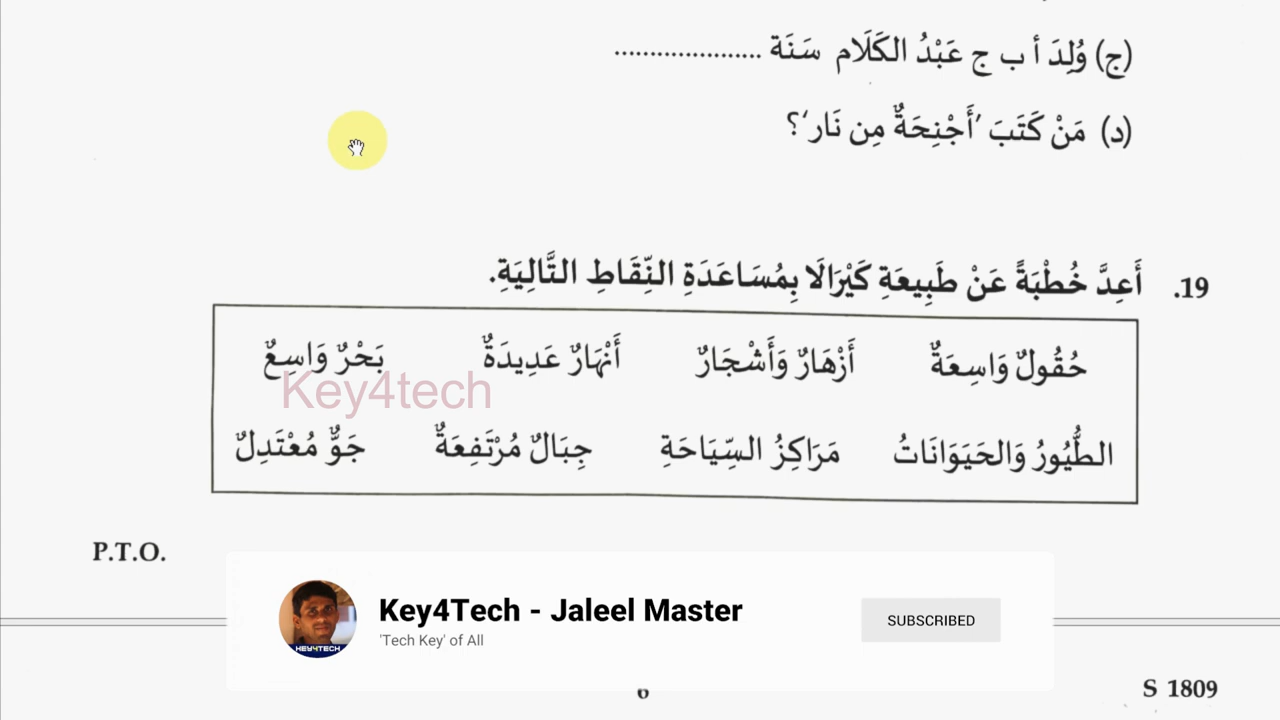 (ج) وُلِدَ أ ب ج عَبْدُ الكَلَام سَنَة .....................
(د) مَنْ كَتَبَ ’أَجْنِحَةٌ مِن نَار‘؟
19. أَعِدَّ خُطْبَةً عَنْ طَبِيعَةِ كَيْرَالَا بِمُسَاعَدَةِ النِّقَاطِ التَّالِيَةِ.
حُقُولٌ وَاسِعَةٌ أَزْهَارٌ وَأَشْجَارٌ أَنْهَارٌ عَدِيدَةٌ بَحْرٌ وَاسِعٌ
Key4tech
الطُّيُورُ وَالحَيَوَانَاتُ مَرَاكِزُ السِّيَاحَةِ جِبَالٌ مُرْتَفِعَةٌ جَوٌّ مُعْتَدِلٌ
P.T.O.
Key4Tech - Jaleel Master
'Tech Key' of All
SUBSCRIBED
KEY4TECH
6
S 1809